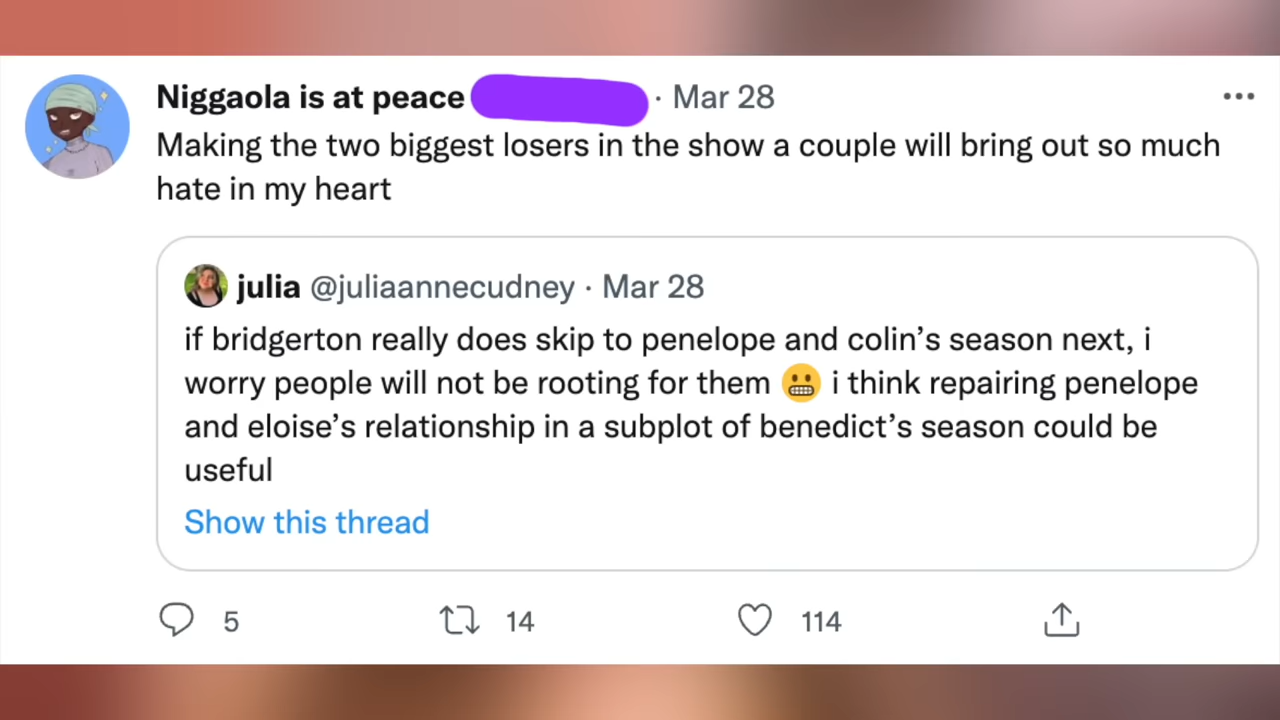 Niggaola is at peace · Mar 28
Making the two biggest losers in the show a couple will bring out so much
hate in my heart
julia @juliaannecudney · Mar 28
if bridgerton really does skip to penelope and colin’s season next, i
worry people will not be rooting for them 😬 i think repairing penelope
and eloise’s relationship in a subplot of benedict’s season could be
useful
Show this thread
5 14 114